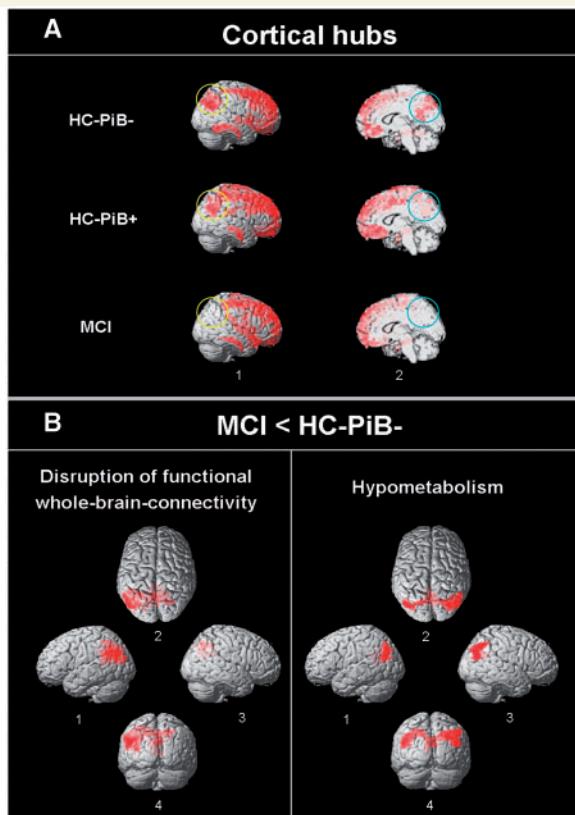 A
Cortical hubs
HC-PiB-
HC-PiB+
MCI
1
2
B
MCI < HC-PiB-
Disruption of functional
whole-brain-connectivity
2
1
3
4
Hypometabolism
2
1
3
4